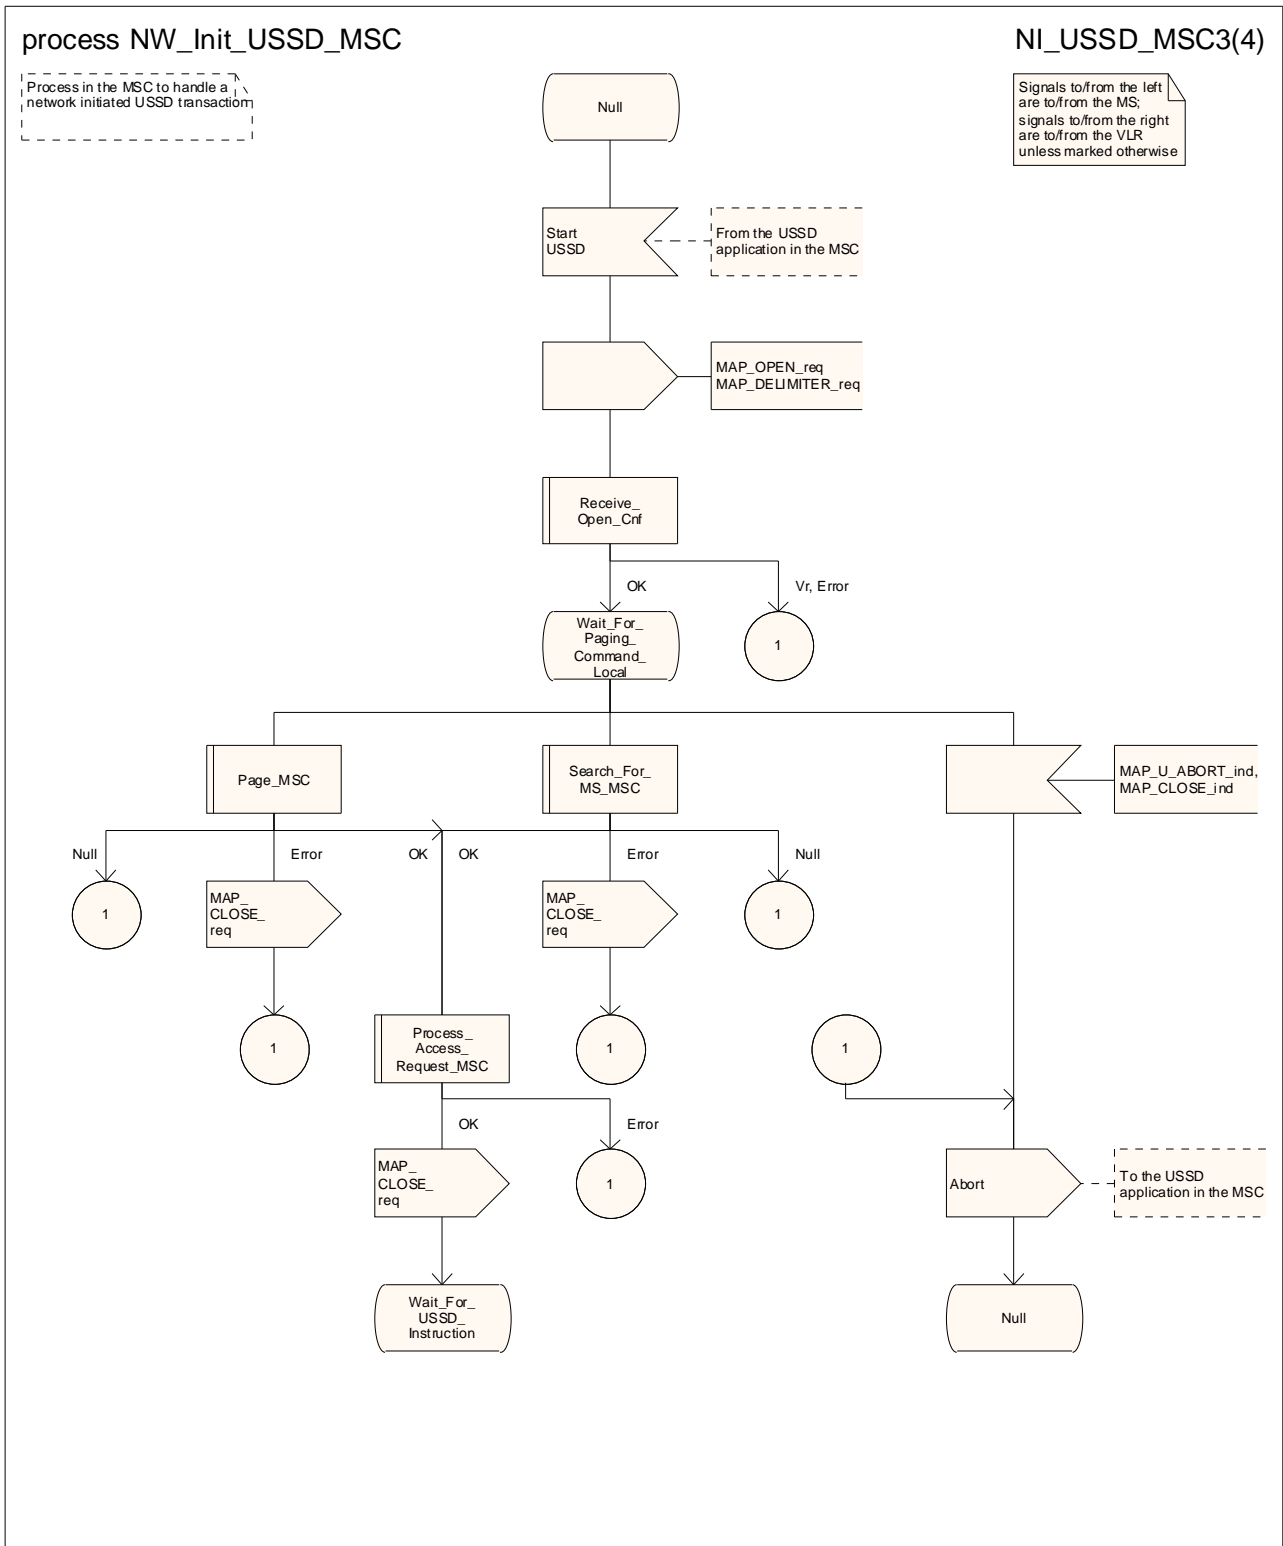 process NW_Init_USSD_MSC
NI_USSD_MSC3(4)
Process in the MSC to handle a
network initiated USSD transaction
Signals to/from the left
are to/from the MS;
signals to/from the right
are to/from the VLR
unless marked otherwise
Null
Start
USSD
From the USSD
application in the MSC
MAP_OPEN_req
MAP_DELIMITER_req
Receive_
Open_Cnf
OK
Vr, Error
Wait_For_
Paging_
Command_
Local
1
Page_MSC
Search_For_
MS_MSC
MAP_U_ABORT_ind,
MAP_CLOSE_ind
Null
Error
OK
OK
Error
Null
1
MAP_
CLOSE_
req
MAP_
CLOSE_
req
1
1
Process_
Access_
Request_MSC
1
1
OK
Error
MAP_
CLOSE_
req
1
Abort
To the USSD
application in the MSC
Wait_For_
USSD_
Instruction
Null